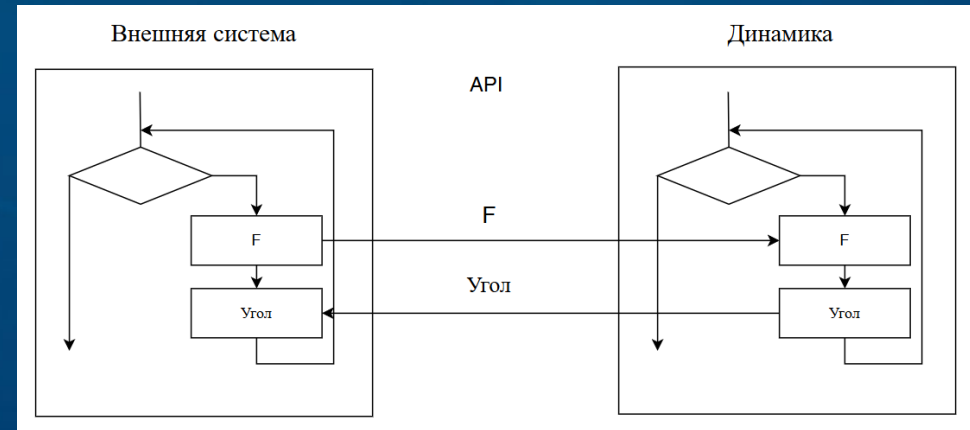 Внешняя система
Динамика
API
F
F
F
Угол
Угол
Угол